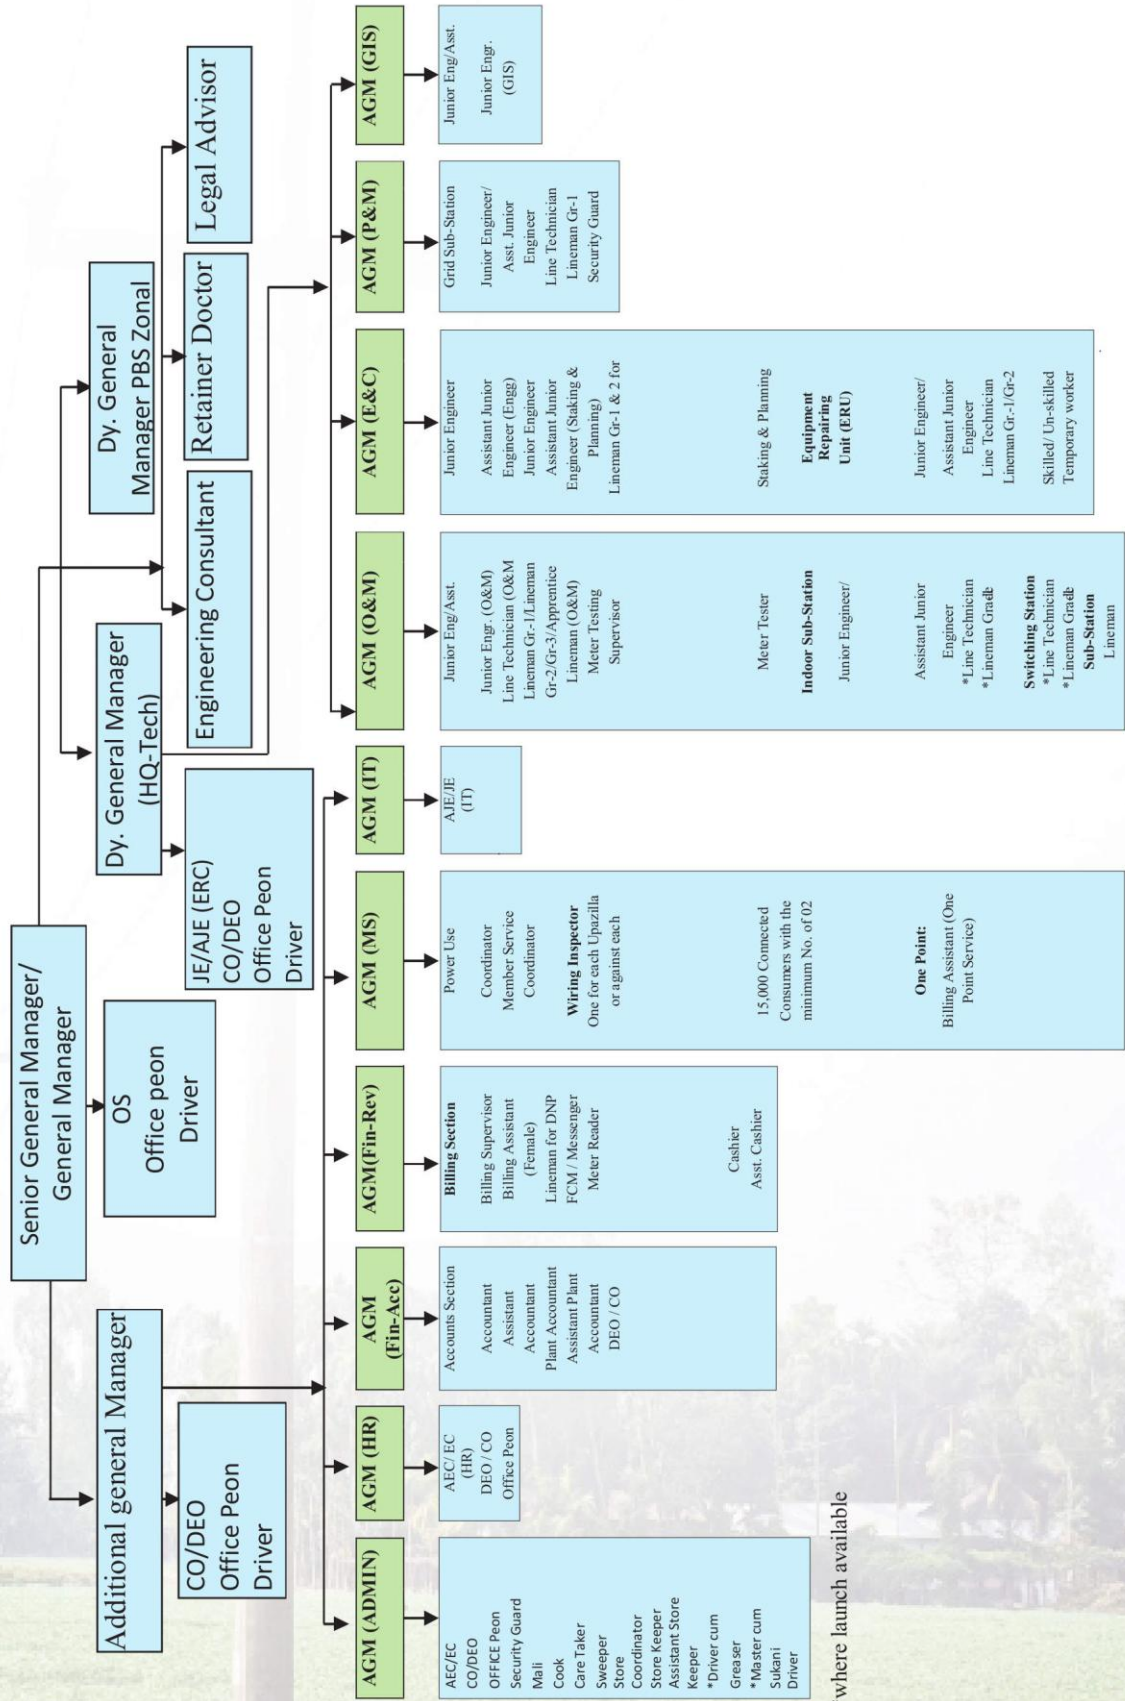 Senior General Manager/
General Manager
OS
Office peon
Driver
Additional general Manager
CO/DEO
Office Peon
Driver
Dy. General Manager
(HQ-Tech)
JE/AJE (ERC)
CO/DEO
Office Peon
Driver
Dy. General
Manager PBS Zonal
Engineering Consultant
Retainer Doctor
Legal Advisor
AGM (ADMIN)
AEC/EC
CO/DEO
OFFICE Peon
Security Guard
Mali
Cook
Care Taker
Sweeper
Store
Coordinator
Store Keeper
Assistant Store
Keeper
*Driver cum
Greaser
*Master cum
Sukani
Driver
where launch available
AGM (HR)
AEC/ EC
(HR)
DEO / CO
Office Peon
AGM
(Fin-Acc)
Accounts Section
Accountant
Assistant
Accountant
Plant Accountant
Assistant Plant
Accountant
DEO / CO
AGM(Fin-Rev)
Billing Section
Billing Supervisor
Billing Assistant
(Female)
Lineman for DNP
FCM / Messenger
Meter Reader
Cashier
Asst. Cashier
AGM (MS)
Power Use
Coordinator
Member Service
Coordinator
Wiring Inspector
One for each Upazilla
or against each
15,000 Connected
Consumers with the
minimum No. of 02
One Point:
Billing Assistant (One
Point Service)
AGM (IT)
AJE/JE
(IT)
AGM (O&M)
Junior Eng/Asst.
Junior Engr. (O&M)
Line Technician (O&M
Lineman Gr.-1/Lineman
Gr-2/Gr-3/Apprentice
Lineman (O&M)
Meter Testing
Supervisor
Meter Tester
Indoor Sub-Station
Junior Engineer/
Assistant Junior
Engineer
*Line Technician
*Lineman Grade
Switching Station
*Line Technician
*Lineman Grade
Sub-Station
Lineman
AGM (E&C)
Junior Engineer
Assistant Junior
Engineer (Engg)
Junior Engineer
Assistant Junior
Engineer (Staking &
Planning)
Lineman Gr-1 & 2 for
Staking & Planning
Equipment
Repairing
Unit (ERU)
Junior Engineer/
Assistant Junior
Engineer
Line Technician
Lineman Gr.-1/Gr-2
Skilled/ Un-skilled
Temporary worker
AGM (P&M)
Grid Sub-Station
Junior Engineer/
Asst. Junior
Engineer
Line Technician
Lineman Gr-1
Security Guard
AGM (GIS)
Junior Eng/Asst.
Junior Engr.
(GIS)